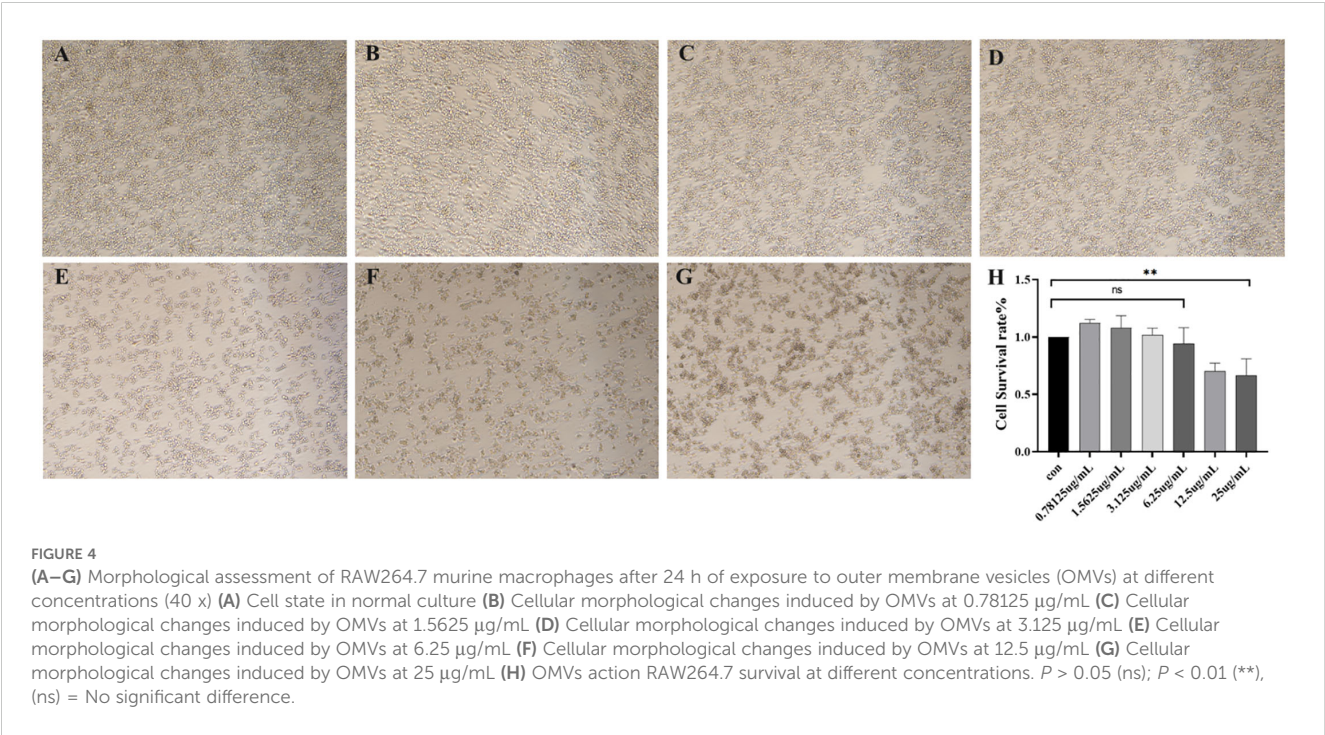 A
B
C
D
E
F
G
H
1.5
1.0
0.5
0.0
Cell Survival rate%
**
ns
con
0.78125ug/mL
1.5625ug/mL
3.125ug/mL
6.25ug/mL
12.5ug/mL
25ug/mL
FIGURE 4
(A–G) Morphological assessment of RAW264.7 murine macrophages after 24 h of exposure to outer membrane vesicles (OMVs) at different
concentrations (40 x) (A) Cell state in normal culture (B) Cellular morphological changes induced by OMVs at 0.78125 μg/mL (C) Cellular
morphological changes induced by OMVs at 1.5625 μg/mL (D) Cellular morphological changes induced by OMVs at 3.125 μg/mL (E) Cellular
morphological changes induced by OMVs at 6.25 μg/mL (F) Cellular morphological changes induced by OMVs at 12.5 μg/mL (G) Cellular
morphological changes induced by OMVs at 25 μg/mL (H) OMVs action RAW264.7 survival at different concentrations. P > 0.05 (ns); P < 0.01 (**),
(ns) = No significant difference.